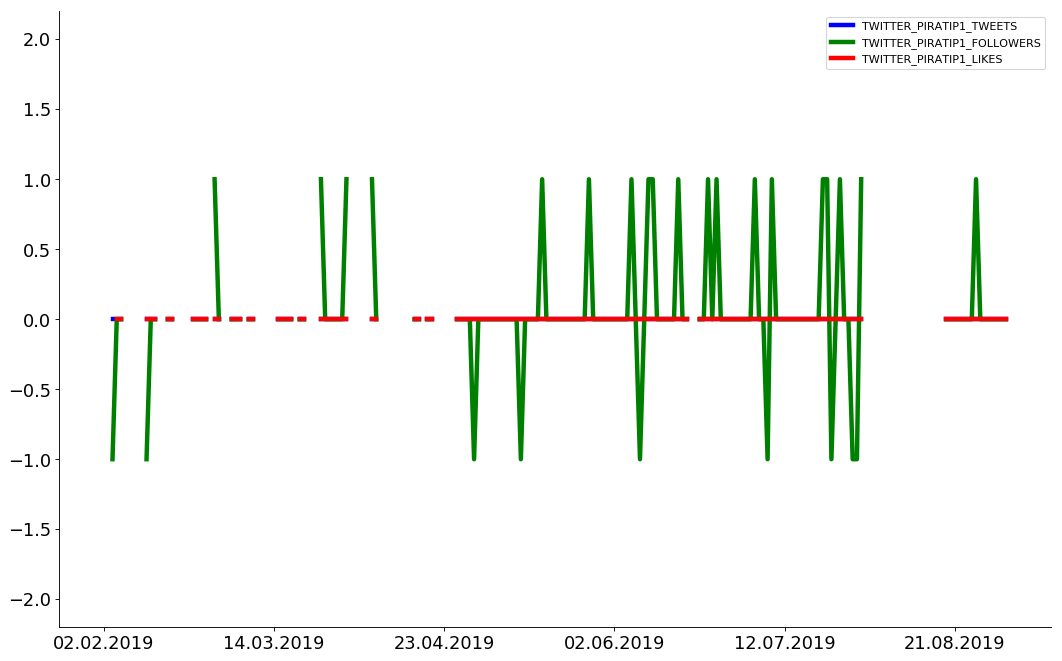 TWITTER_PIRATIP1_TWEETS
TWITTER_PIRATIP1_FOLLOWERS
TWITTER_PIRATIP1_LIKES
2.0
1.5
1.0
0.5
0.0
−0.5
−1.0
−1.5
−2.0
02.02.2019 14.03.2019 23.04.2019 02.06.2019 12.07.2019 21.08.2019